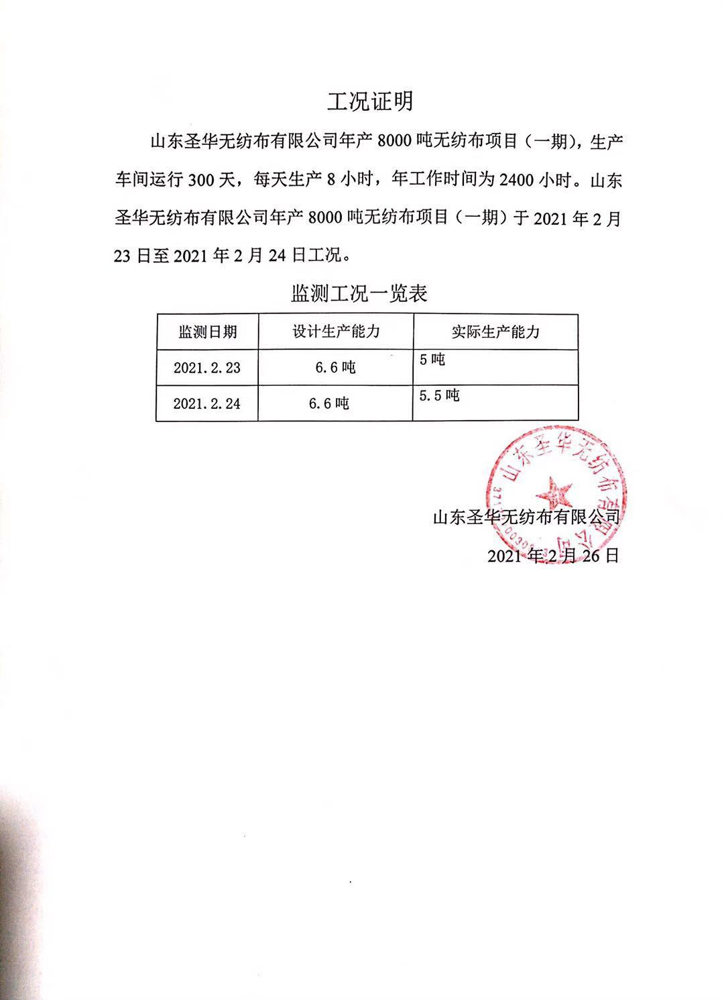 工况证明
山东圣华无纺布有限公司年产 8000 吨无纺布项目（一期），生产
车间运行 300 天，每天生产 8 小时，年工作时间为 2400 小时。山东
圣华无纺布有限公司年产 8000 吨无纺布项目（一期）于 2021 年 2 月
23 日至 2021 年 2 月 24 日工况。
监测工况一览表
监测日期 设计生产能力 实际生产能力
2021.2.23 6.6 吨 5 吨
2021.2.24 6.6 吨 5.5 吨
山东圣华无纺布有限公司
山东圣华无纺布有限公司
2021 年 2 月 26 日